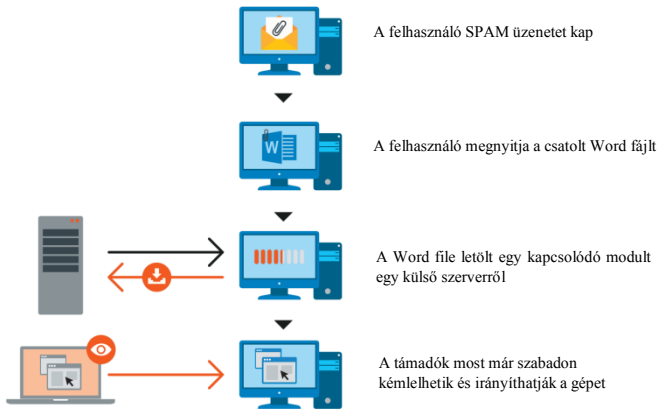 A felhasználó SPAM üzenetet kap
W
A felhasználó megnyitja a csatolt Word fájlt
A Word file letölt egy kapcsolódó modult
egy külső szerverről
A támadók most már szabadon
kémlelhetik és irányíthatják a gépet